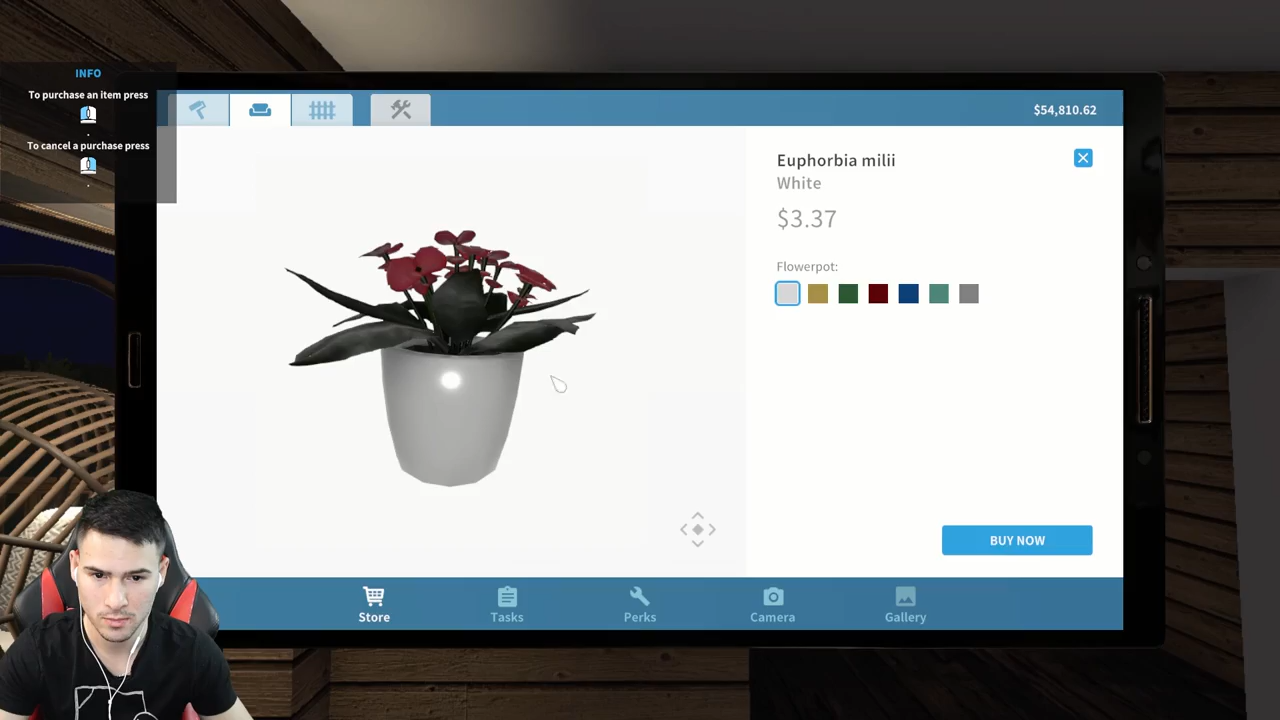 INFO
To purchase an item press
.
To cancel a purchase press
.
$54,810.62
Euphorbia milii
White
$3.37
Flowerpot:
BUY NOW
Store
Tasks
Perks
Camera
Gallery